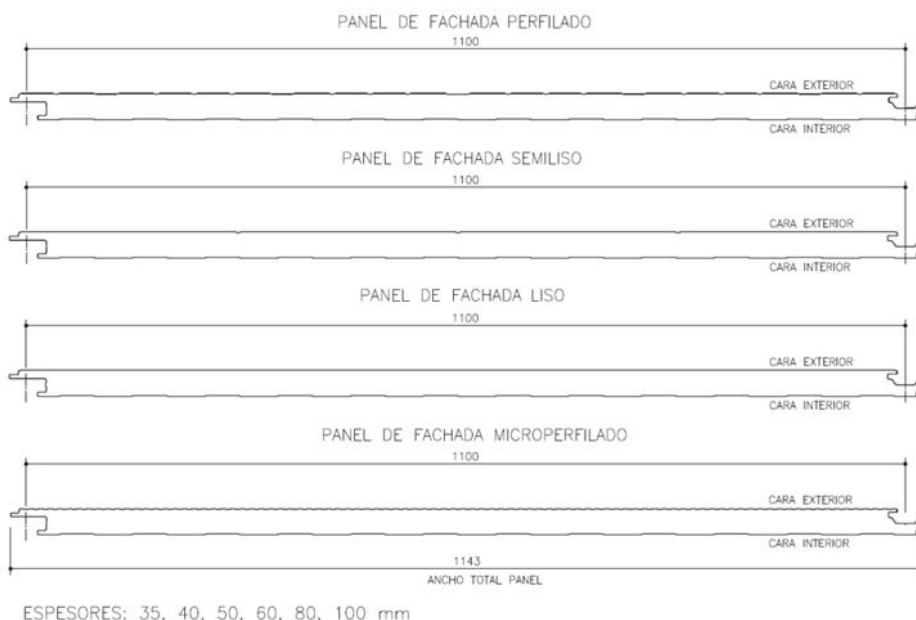 PANEL DE FACHADA PERFILADO
1100
CARA EXTERIOR
CARA INTERIOR
PANEL DE FACHADA SEMILISO
1100
CARA EXTERIOR
CARA INTERIOR
PANEL DE FACHADA LISO
1100
CARA EXTERIOR
CARA INTERIOR
PANEL DE FACHADA MICROPERFILADO
1100
CARA EXTERIOR
CARA INTERIOR
1143
ANCHO TOTAL PANEL
ESPESORES: 35, 40, 50, 60, 80, 100 mm